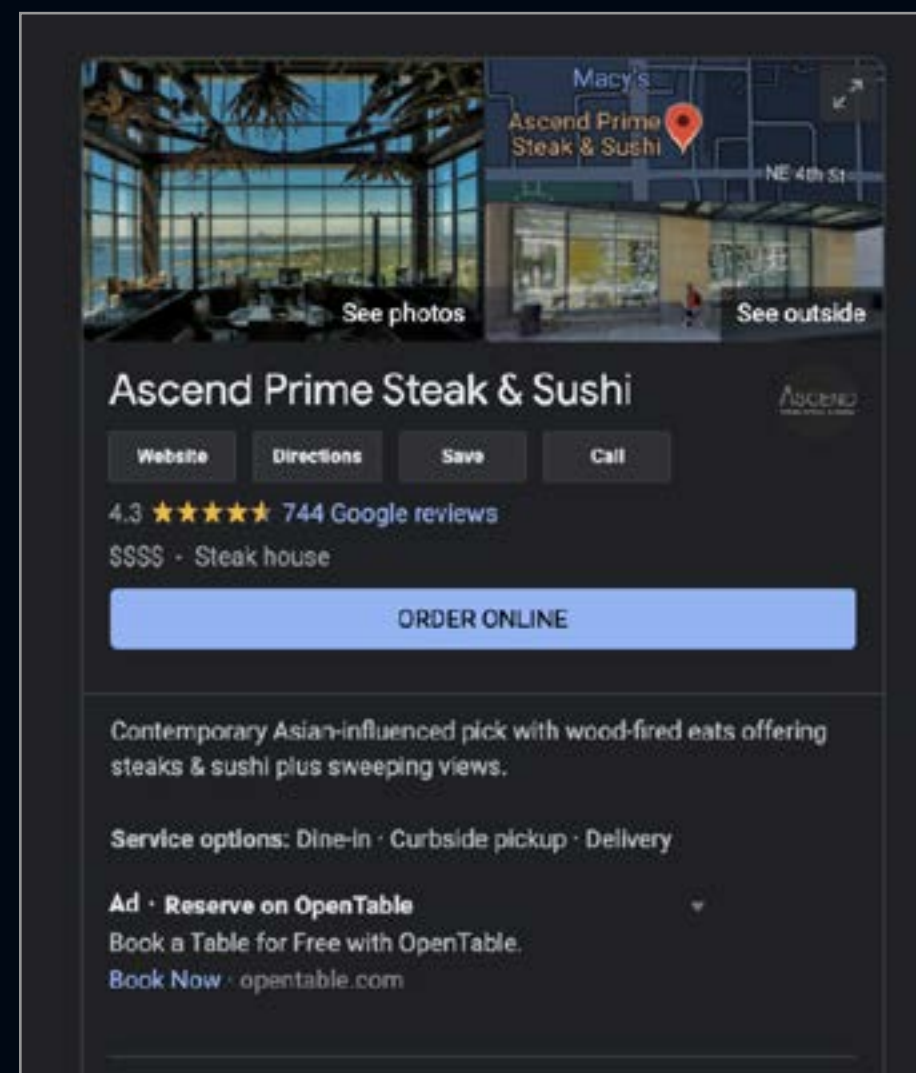 Macy's
Ascend Prime
Steak & Sushi
NE 4th St
See photos
See outside
Ascend Prime Steak & Sushi
ASCEND
Website
Directions
Save
Call
4.3 744 Google reviews
$$$$ · Steak house
ORDER ONLINE
Contemporary Asian-influenced pick with wood-fired eats offering
steaks & sushi plus sweeping views.
Service options: Dine-in · Curbside pickup · Delivery
Ad · Reserve on OpenTable
Book a Table for Free with OpenTable.
Book Now · opentable.com